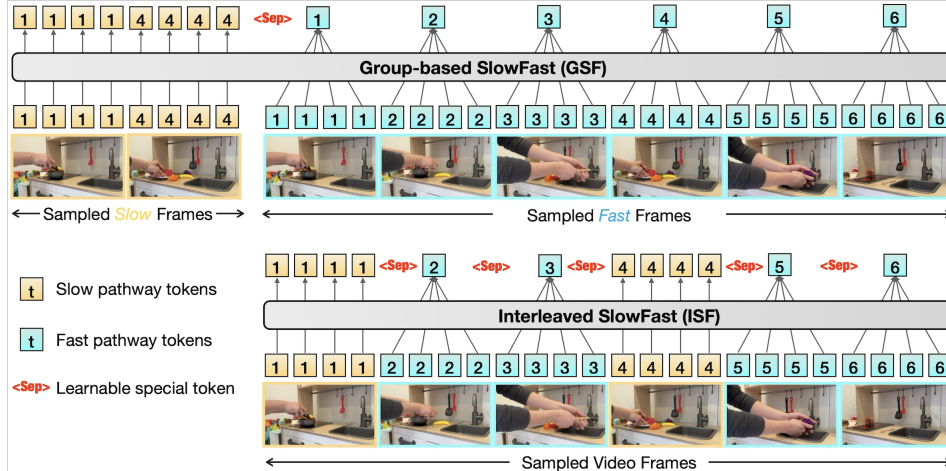 1 1 1 1 4 4 4 4 <Sep> 1 2 3 4 5 6
Group-based SlowFast (GSF)
1 1 1 1 4 4 4 4 1 1 1 1 2 2 2 2 3 3 3 3 4 4 4 4 5 5 5 5 6 6 6 6
Sampled Slow Frames
Sampled Fast Frames
1 1 1 1 <Sep> 2 <Sep> 3 <Sep> 4 4 4 4 <Sep> 5 <Sep> 6
t Slow pathway tokens
Interleaved SlowFast (ISF)
t Fast pathway tokens
1 1 1 1 2 2 2 2 3 3 3 3 4 4 4 4 5 5 5 5 6 6 6 6
<Sep> Learnable special token
Sampled Video Frames